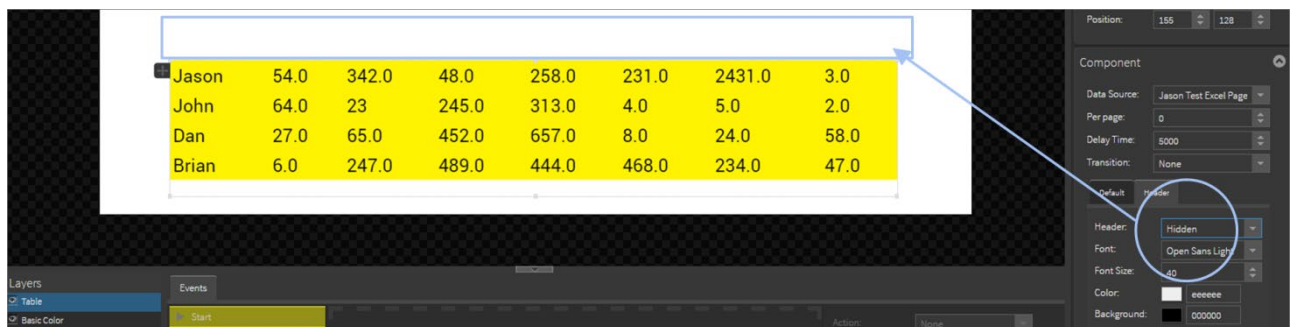 Position: 155 128
Component
Data Source: Jason Test Excel Page
Per page: 0
Delay Time: 5000
Transition: None
Default Header
Header: Hidden
Font: Open Sans Light
Font Size: 40
Color: eeeeee
Background: 000000
Jason 54.0 342.0 48.0 258.0 231.0 2431.0 3.0
John 64.0 23 245.0 313.0 4.0 5.0 2.0
Dan 27.0 65.0 452.0 657.0 8.0 24.0 58.0
Brian 6.0 247.0 489.0 444.0 468.0 234.0 47.0
Layers
Table
Basic Color
Events
Start
Action: None